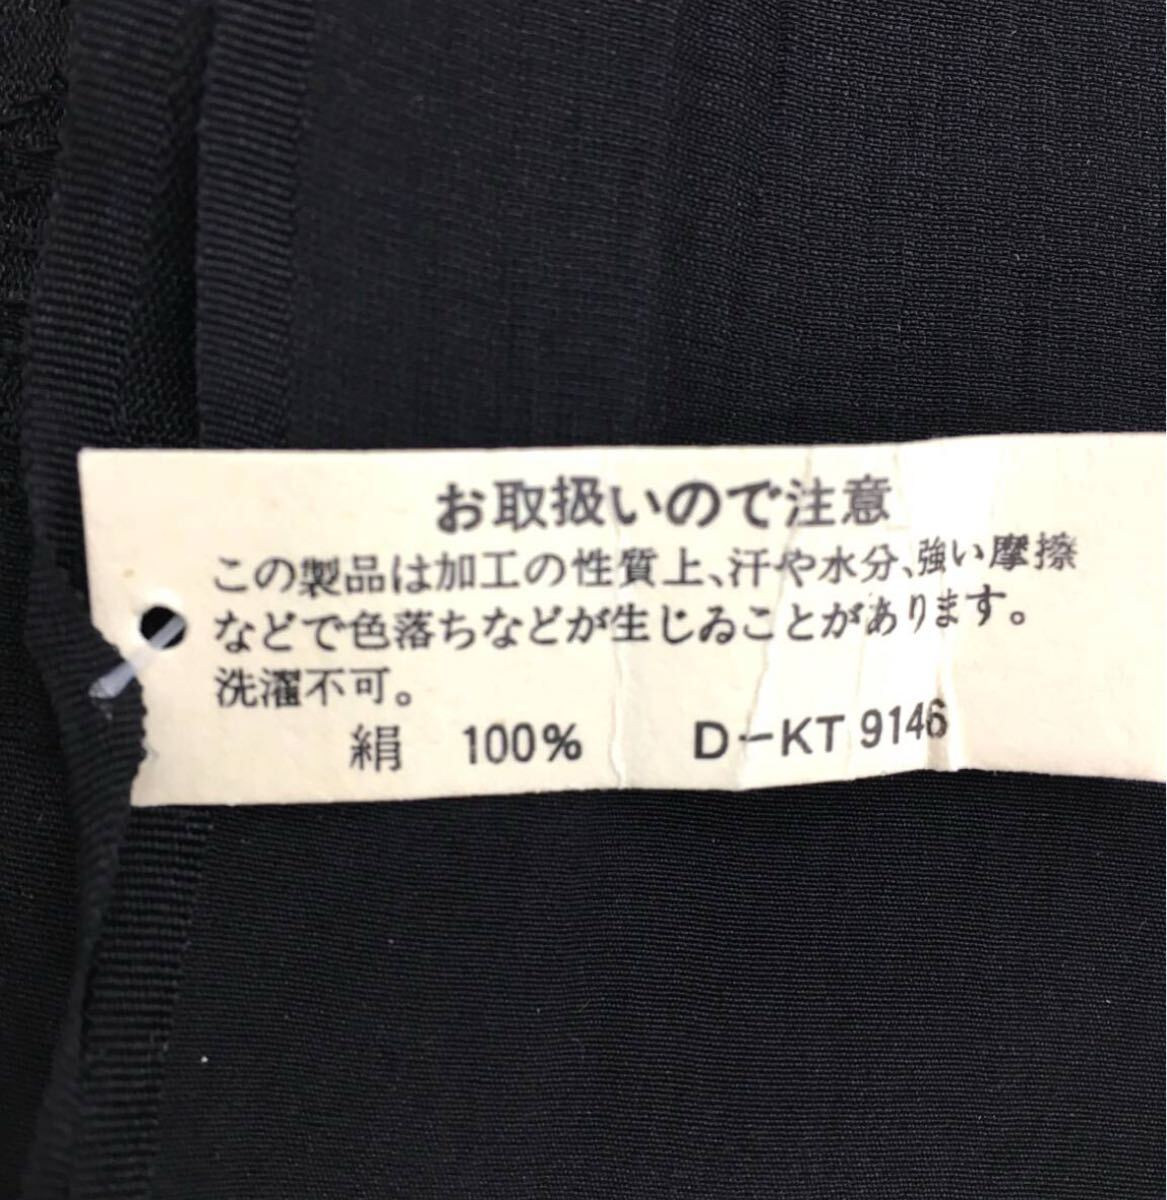 お取扱いので注意
この製品は加工の性質上、汗や水分、強い摩擦
などで色落ちなどが生じゐことがあります。
洗濯不可。
絹 100% D-KT 9146